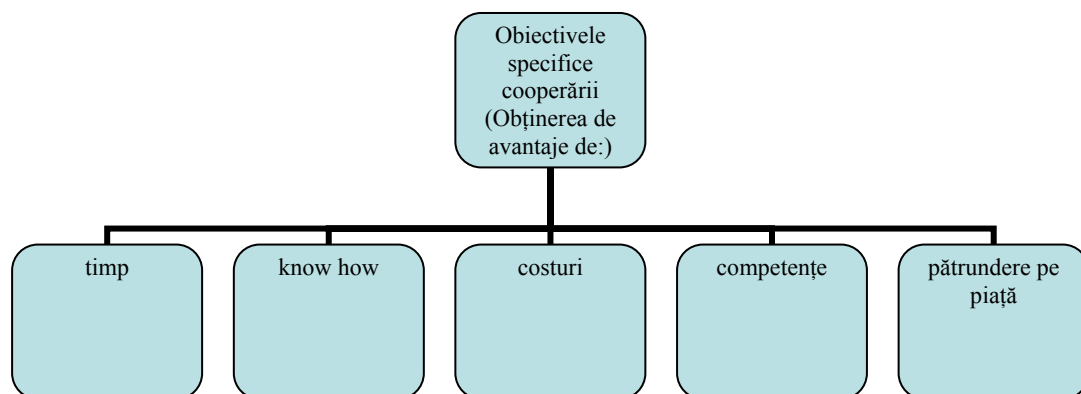 Obiectivele
specifice
cooperării
(Obținerea de
avantaje de:)
timp
know how
costuri
competențe
pătrundere pe
piață